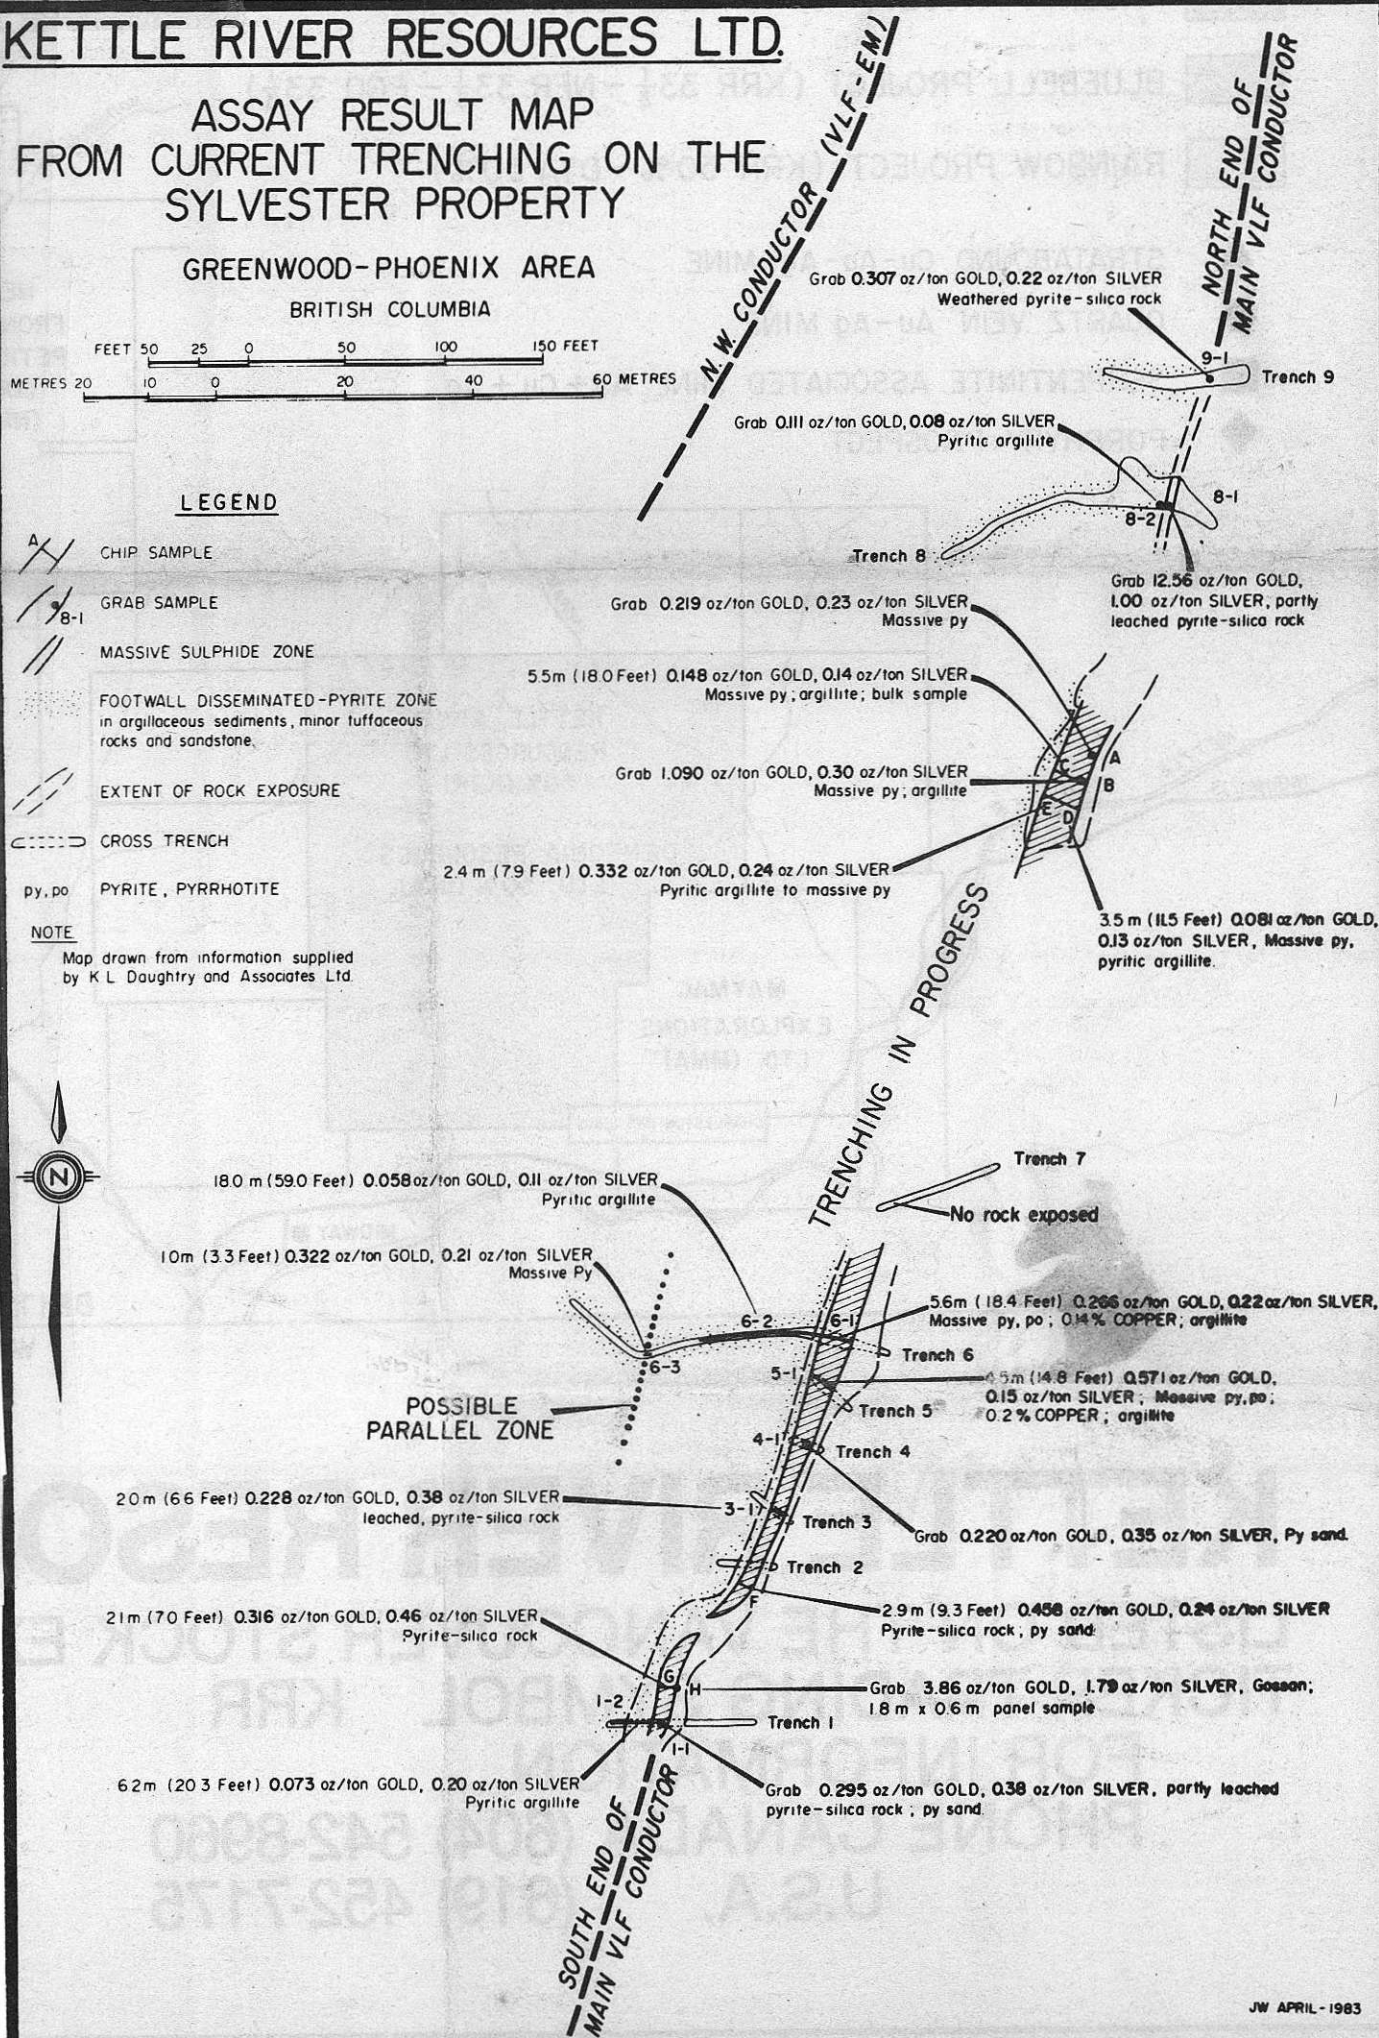 KETTLE RIVER RESOURCES LTD.
ASSAY RESULT MAP
FROM CURRENT TRENCHING ON THE
SYLVESTER PROPERTY
GREENWOOD-PHOENIX AREA
BRITISH COLUMBIA
FEET 50 25 0 50 100 150 FEET
METRES 20 10 0 20 40 60 METRES
N.W. CONDUCTOR (VLF-EM)
NORTH END OF
MAIN VLF CONDUCTOR
Grab 0.307 oz/ton GOLD, 0.22 oz/ton SILVER
Weathered pyrite-silica rock
9-1
Trench 9
Grab 0.111 oz/ton GOLD, 0.08 oz/ton SILVER
Pyritic argillite
8-1
8-2
Trench 8
Grab 12.56 oz/ton GOLD,
1.00 oz/ton SILVER, partly
leached pyrite-silica rock
LEGEND
A
CHIP SAMPLE
8-1
GRAB SAMPLE
MASSIVE SULPHIDE ZONE
FOOTWALL DISSEMINATED-PYRITE ZONE
in argillaceous sediments, minor tuffaceous
rocks and sandstone.
EXTENT OF ROCK EXPOSURE
CROSS TRENCH
py, po PYRITE, PYRRHOTITE
NOTE
Map drawn from information supplied
by K L Daughtry and Associates Ltd.
Grab 0.219 oz/ton GOLD, 0.23 oz/ton SILVER
Massive py
5.5m (18.0 Feet) 0.148 oz/ton GOLD, 0.14 oz/ton SILVER
Massive py; argillite; bulk sample
Grab 1.090 oz/ton GOLD, 0.30 oz/ton SILVER
Massive py; argillite
A
B
C
D
E
2.4 m (7.9 Feet) 0.332 oz/ton GOLD, 0.24 oz/ton SILVER
Pyritic argillite to massive py
3.5 m (11.5 Feet) 0.081 oz/ton GOLD,
0.13 oz/ton SILVER, Massive py,
pyritic argillite.
TRENCHING IN PROGRESS
N
Trench 7
No rock exposed
18.0 m (59.0 Feet) 0.058 oz/ton GOLD, 0.11 oz/ton SILVER
Pyritic argillite
1.0m (3.3 Feet) 0.322 oz/ton GOLD, 0.21 oz/ton SILVER
Massive Py
6-2
6-1
6-3
5.6m (18.4 Feet) 0.266 oz/ton GOLD, 0.22 oz/ton SILVER,
Massive py, po; 0.14% COPPER; argillite
Trench 6
5-1
4.5m (14.8 Feet) 0.571 oz/ton GOLD,
0.15 oz/ton SILVER; Massive py, po;
0.2% COPPER; argillite
Trench 5
POSSIBLE
PARALLEL ZONE
4-1
Trench 4
2.0 m (6.6 Feet) 0.228 oz/ton GOLD, 0.38 oz/ton SILVER
leached, pyrite-silica rock
3-1
Trench 3
Grab 0.220 oz/ton GOLD, 0.35 oz/ton SILVER, Py sand.
Trench 2
F
2.9 m (9.3 Feet) 0.458 oz/ton GOLD, 0.24 oz/ton SILVER
Pyrite-silica rock; py sand
2.1m (7.0 Feet) 0.316 oz/ton GOLD, 0.46 oz/ton SILVER
Pyrite-silica rock
G
H
Grab 3.86 oz/ton GOLD, 1.79 oz/ton SILVER, Gossan;
1.8 m x 0.6 m panel sample
1-2
Trench 1
1-1
6.2m (20.3 Feet) 0.073 oz/ton GOLD, 0.20 oz/ton SILVER
Pyritic argillite
Grab 0.295 oz/ton GOLD, 0.38 oz/ton SILVER, partly leached
pyrite-silica rock; py sand.
SOUTH END OF
MAIN VLF CONDUCTOR
JW APRIL-1983